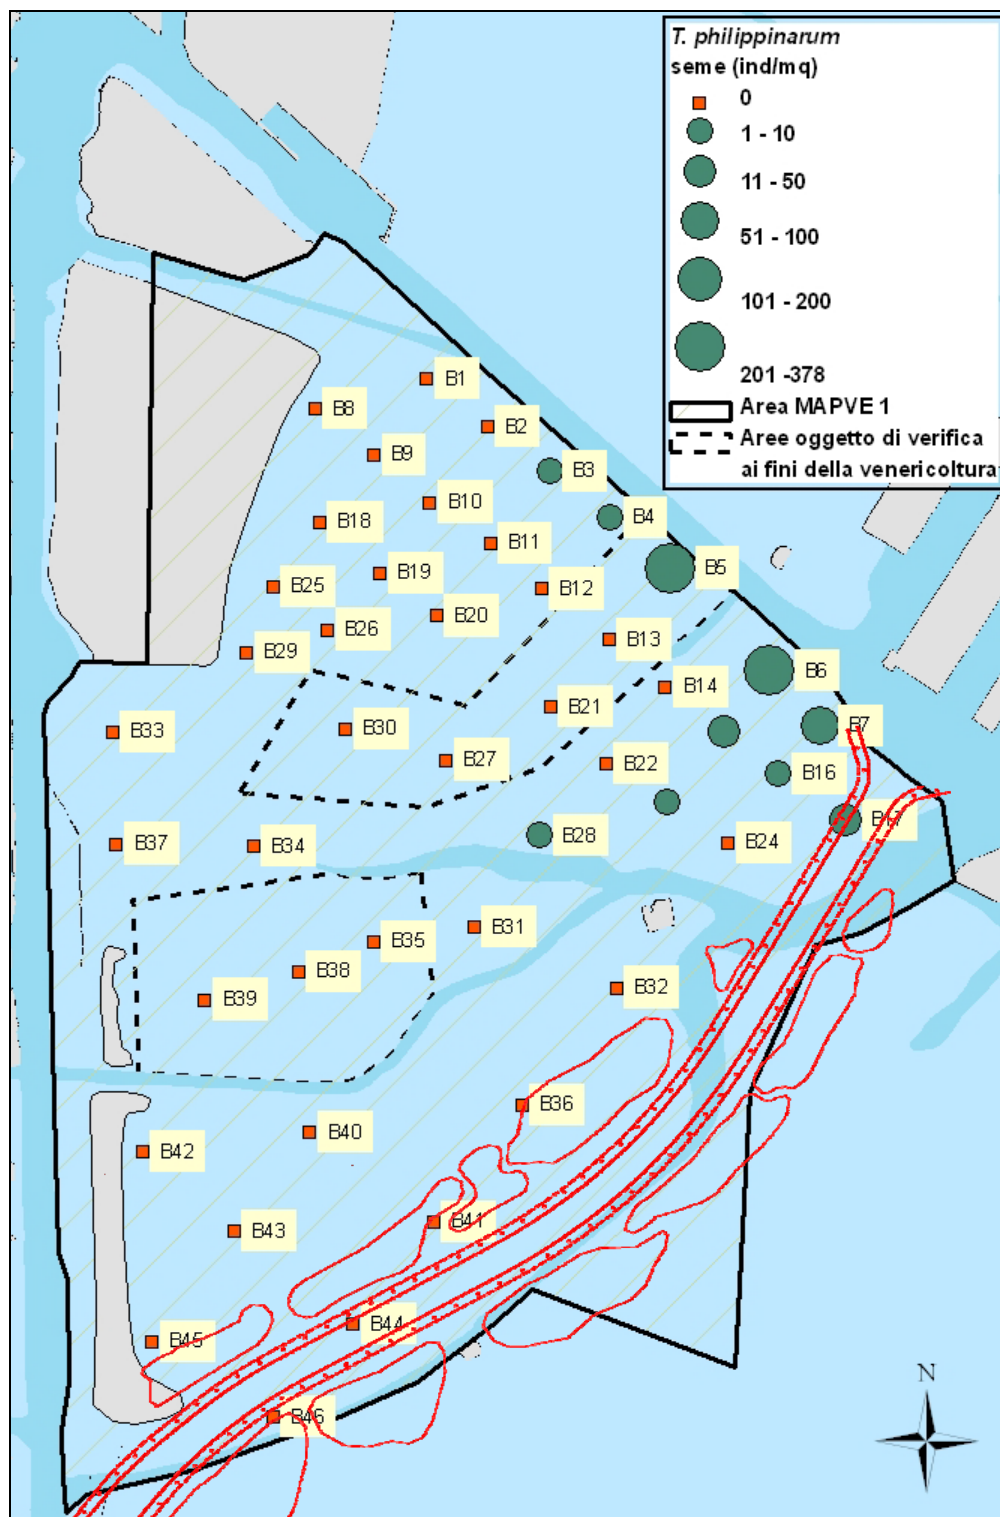 T. philippinarum
seme (ind/mq)
0
1 - 10
11 - 50
51 - 100
101 - 200
201 -378
Area MAPVE 1
Aree oggetto di verifica
ai fini della venericoltura
B1
B8
B2
B9
B3
B10
B4
B18
B11
B5
B19
B12
B25
B20
B26
B13
B29
B6
B14
B21
B30
B7
B33
B27
B22
B16
B17
B28
B37
B34
B24
B31
B35
B38
B32
B39
B36
B40
B42
B41
B43
B44
B45
B46
N